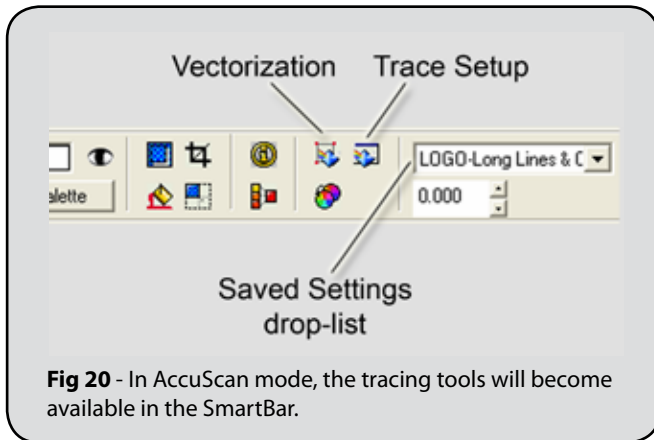 Vectorization Trace Setup
LOGO-Long Lines & C
alette 0.000
Saved Settings
drop-list
Fig 20 - In AccuScan mode, the tracing tools will become
available in the SmartBar.